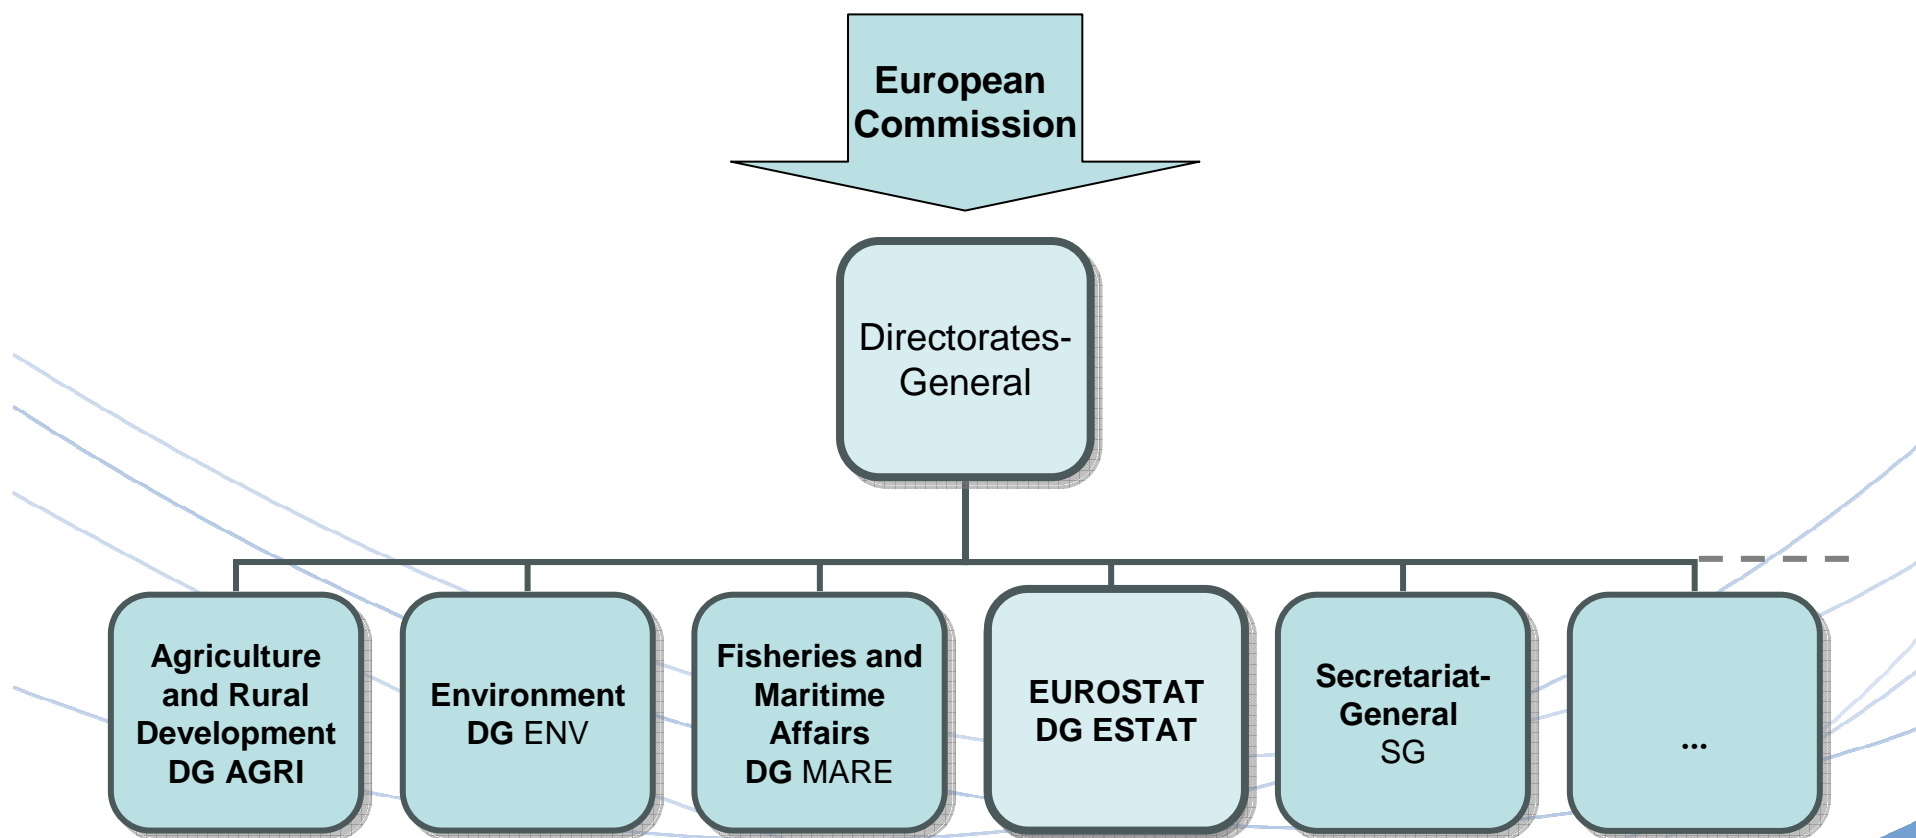 European
Commission
Directorates-
General
Agriculture
and Rural
Development
DG AGRI
Environment
DG ENV
Fisheries and
Maritime
Affairs
DG MARE
EUROSTAT
DG ESTAT
Secretariat-
General
SG
...